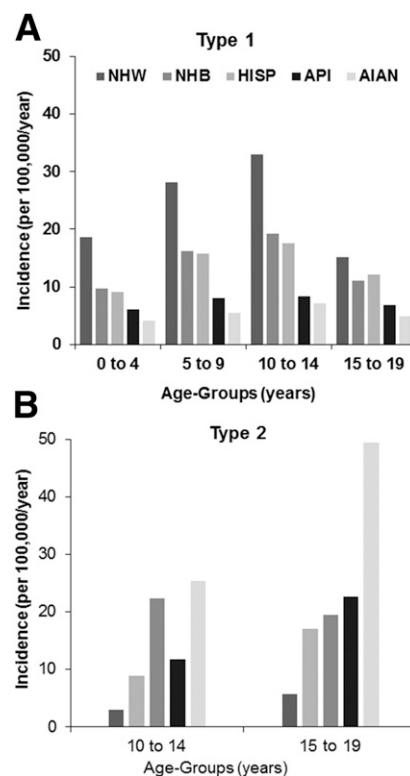 A
Type 1
NHW NHB HISP API AIAN
Incidence (per 100,000/year)
50
40
30
20
10
0
0 to 4 5 to 9 10 to 14 15 to 19
Age-Groups (years)
B
Type 2
Incidence (per 100,000/year)
50
40
30
20
10
0
10 to 14 15 to 19
Age-Groups (years)